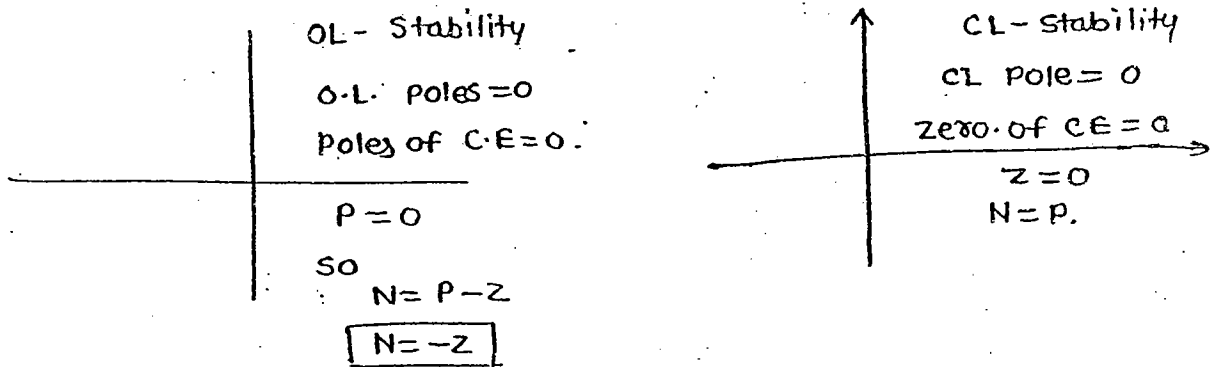 OL - Stability
O.L. Poles = 0
Poles of C.E = 0.
P = 0
So
N = P - Z
N = -Z
CL - Stability
CL Pole = 0
Zero. of CE = 0
Z = 0
N = P.